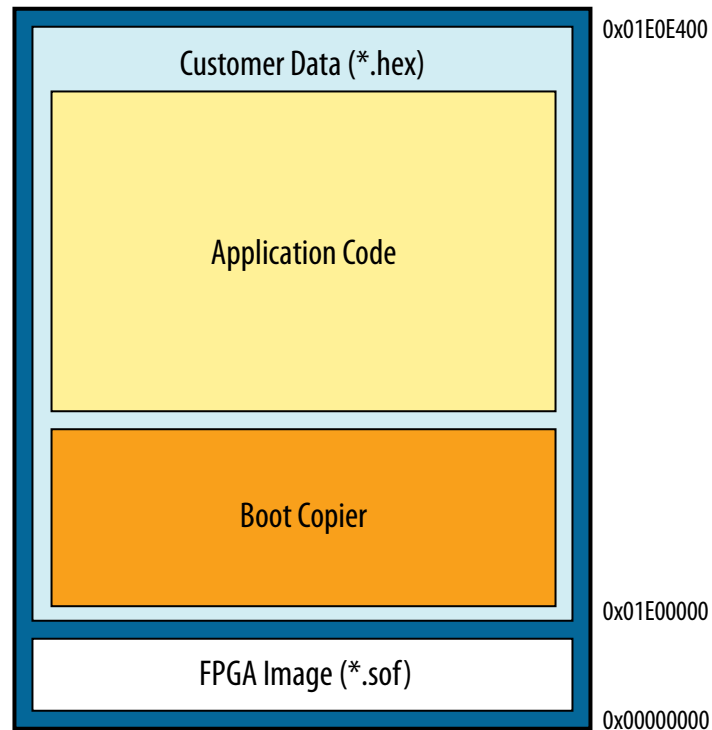 0x01E0E400
Customer Data (*.hex)
Application Code
Boot Copier
0x01E00000
FPGA Image (*.sof)
0x00000000